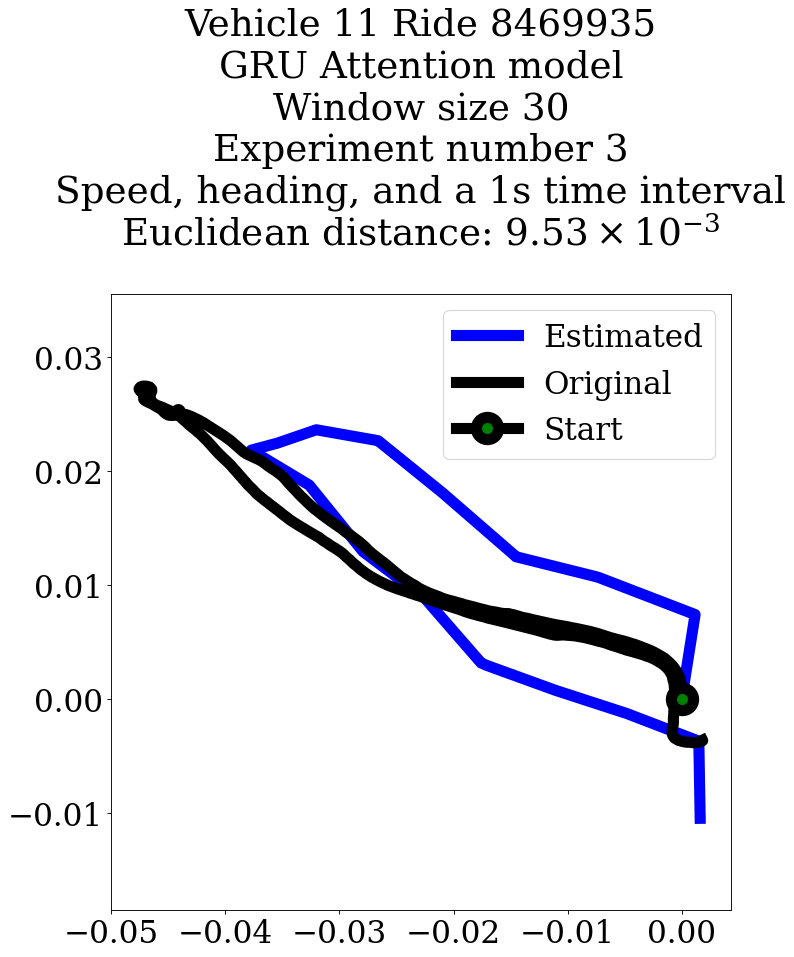 Vehicle 11 Ride 8469935
GRU Attention model
Window size 30
Experiment number 3
Speed, heading, and a 1s time interval
Euclidean distance: 9.53 × 10⁻³
Estimated
Original
Start
0.03
0.02
0.01
0.00
−0.01
−0.05 −0.04 −0.03 −0.02 −0.01 0.00